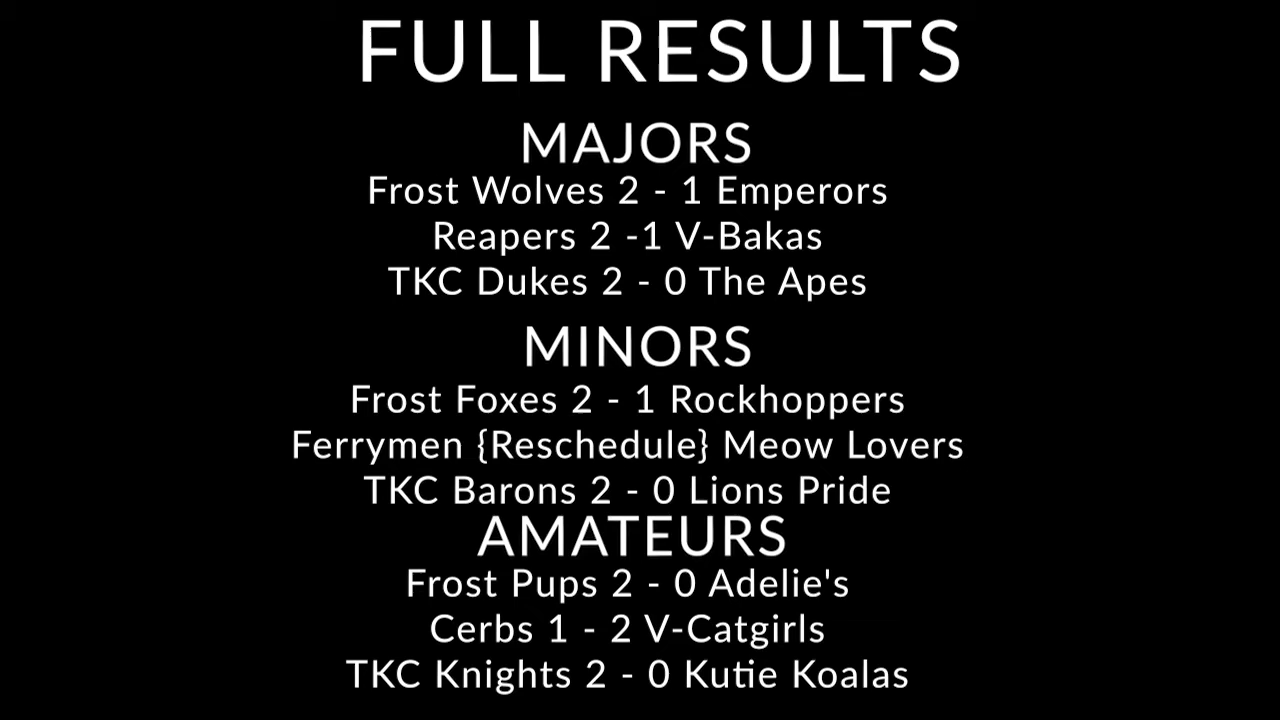 FULL RESULTS
MAJORS
Frost Wolves 2 - 1 Emperors
Reapers 2 -1 V-Bakas
TKC Dukes 2 - 0 The Apes
MINORS
Frost Foxes 2 - 1 Rockhoppers
Ferrymen {Reschedule} Meow Lovers
TKC Barons 2 - 0 Lions Pride
AMATEURS
Frost Pups 2 - 0 Adelie's
Cerbs 1 - 2 V-Catgirls
TKC Knights 2 - 0 Kutie Koalas